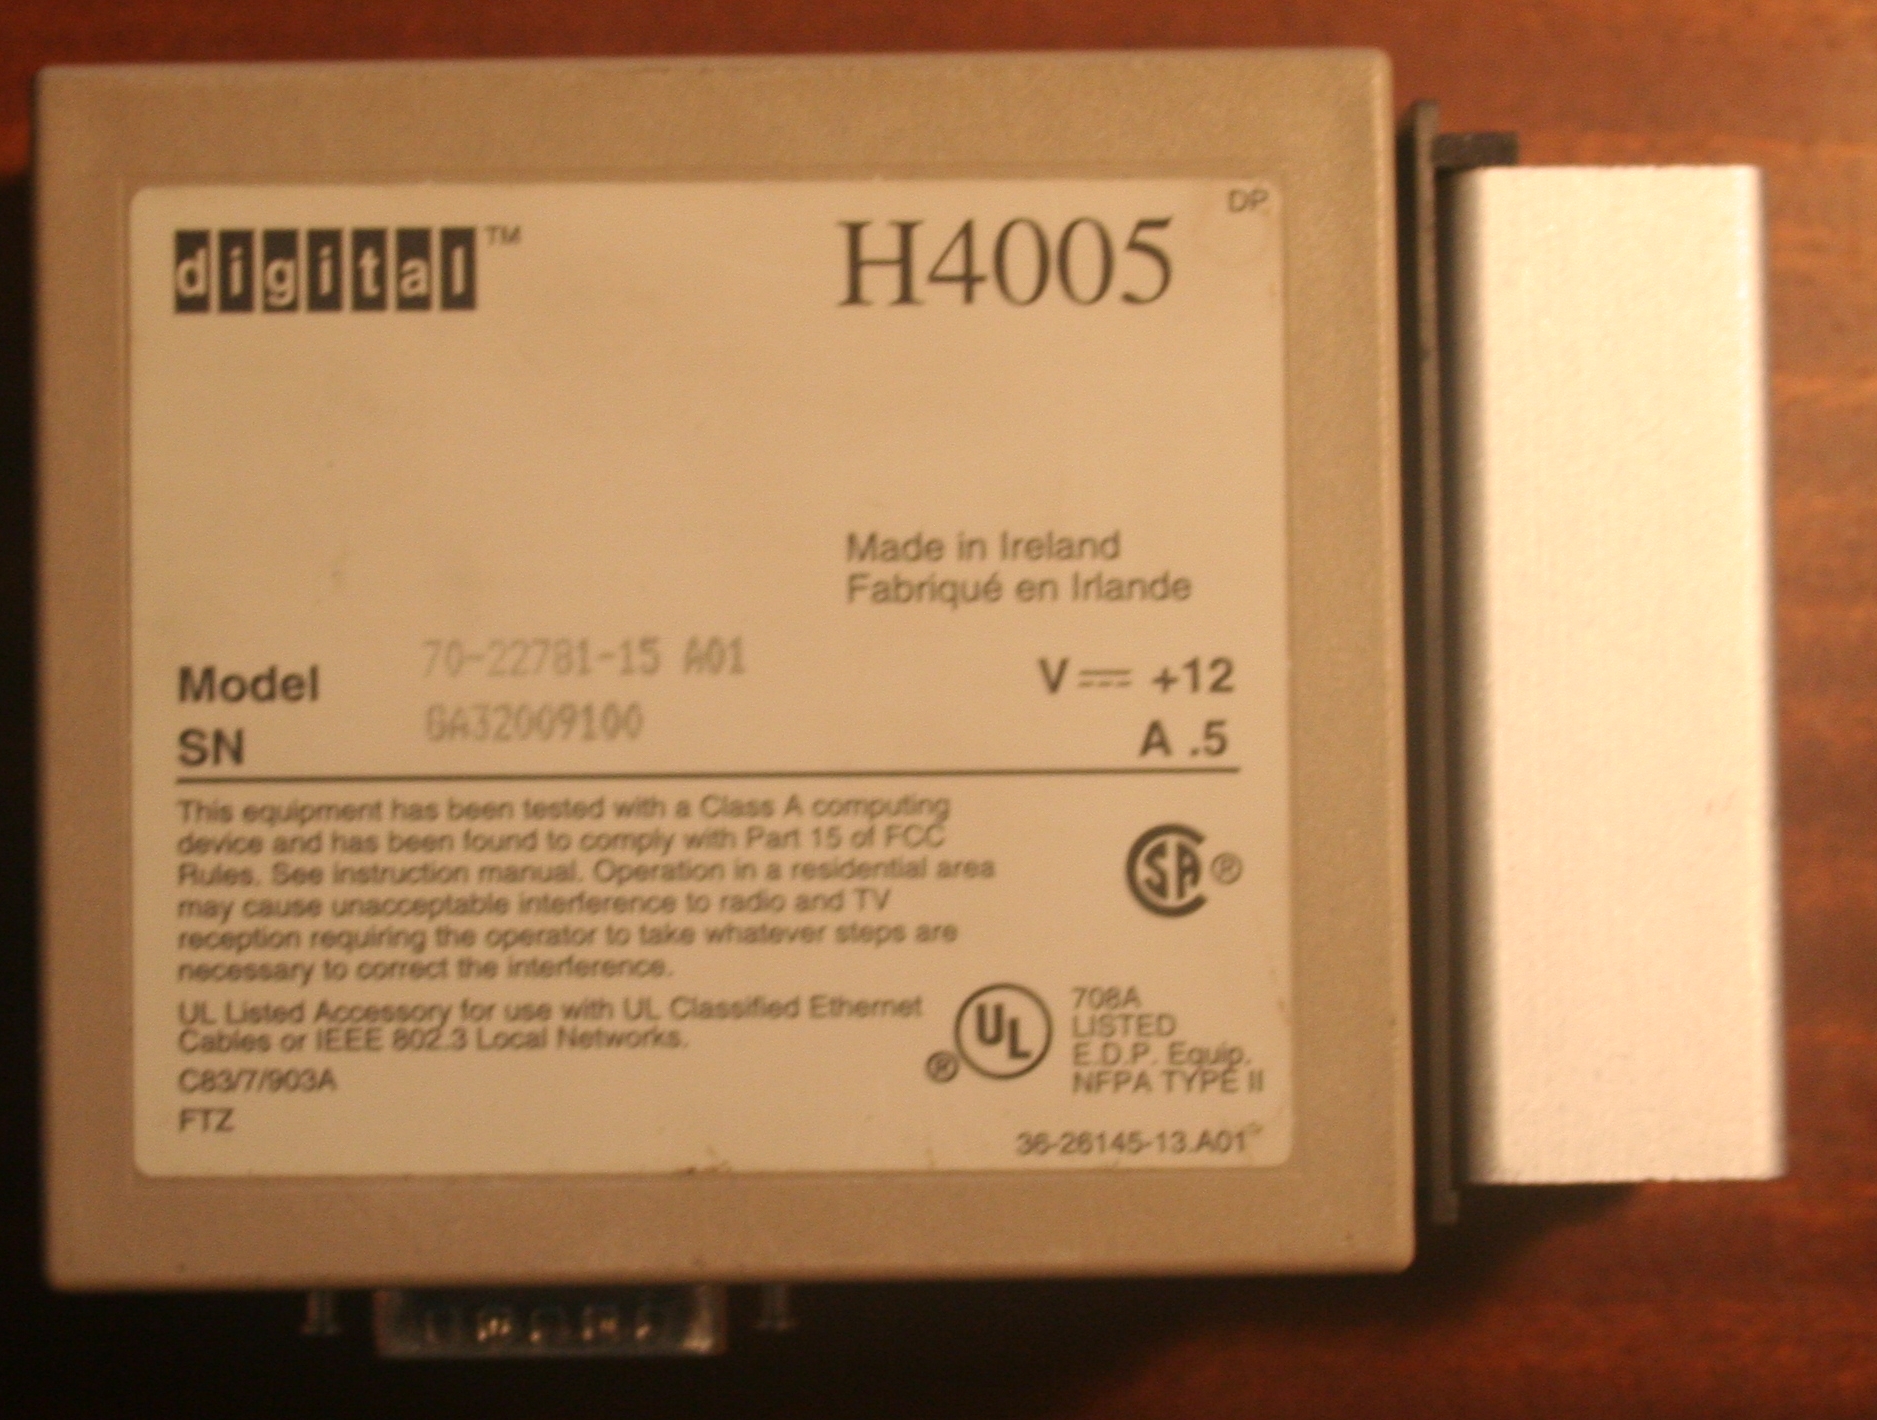 digital™
H4005
DP
Made in Ireland
Fabriqué en Irlande
Model 70-22781-15 A01
SN GA32009100
V +12
A .5
This equipment has been tested with a Class A computing
device and has been found to comply with Part 15 of FCC
Rules. See instruction manual. Operation in a residential area
may cause unacceptable interference to radio and TV
reception requiring the operator to take whatever steps are
necessary to correct the interference.
SA®
UL Listed Accessory for use with UL Classified Ethernet
Cables or IEEE 802.3 Local Networks.
C83/7/903A
FTZ
®
UL
708A
LISTED
E.D.P. Equip.
NFPA TYPE II
36-26145-13.A01